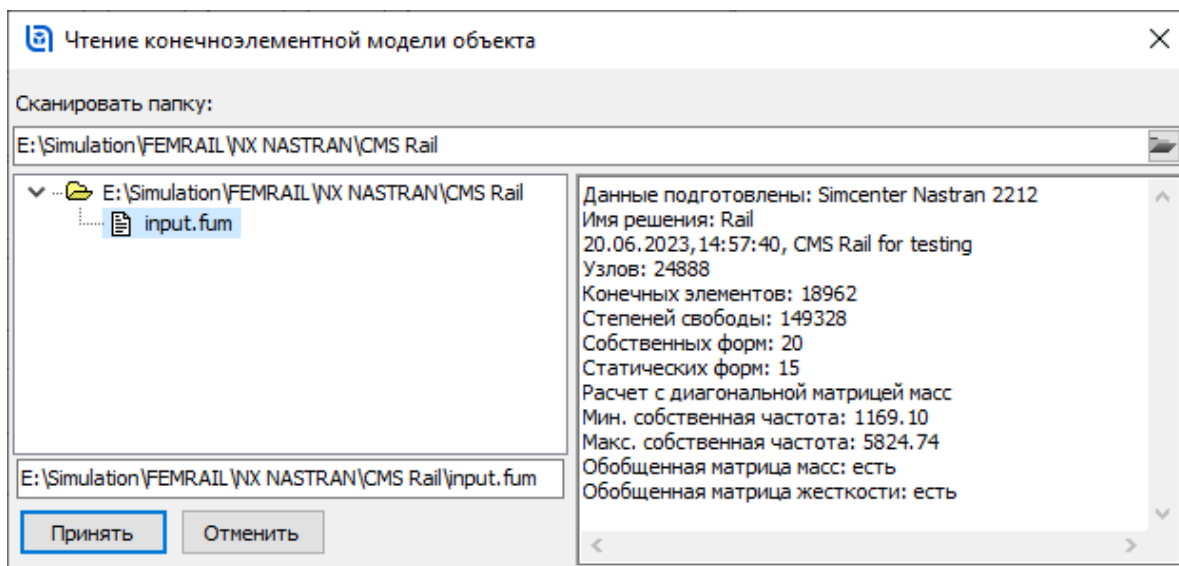 Чтение конечноэлементной модели объекта
Сканировать папку:
E:\Simulation\FEMRAIL\NX NASTRAN\CMS Rail
E:\Simulation\FEMRAIL\NX NASTRAN\CMS Rail
input.fum
E:\Simulation\FEMRAIL\NX NASTRAN\CMS Rail\input.fum
Принять
Отменить
Данные подготовлены: Simcenter Nastran 2212
Имя решения: Rail
20.06.2023,14:57:40, CMS Rail for testing
Узлов: 24888
Конечных элементов: 18962
Степеней свободы: 149328
Собственных форм: 20
Статических форм: 15
Расчет с диагональной матрицей масс
Мин. собственная частота: 1169.10
Макс. собственная частота: 5824.74
Обобщенная матрица масс: есть
Обобщенная матрица жесткости: есть